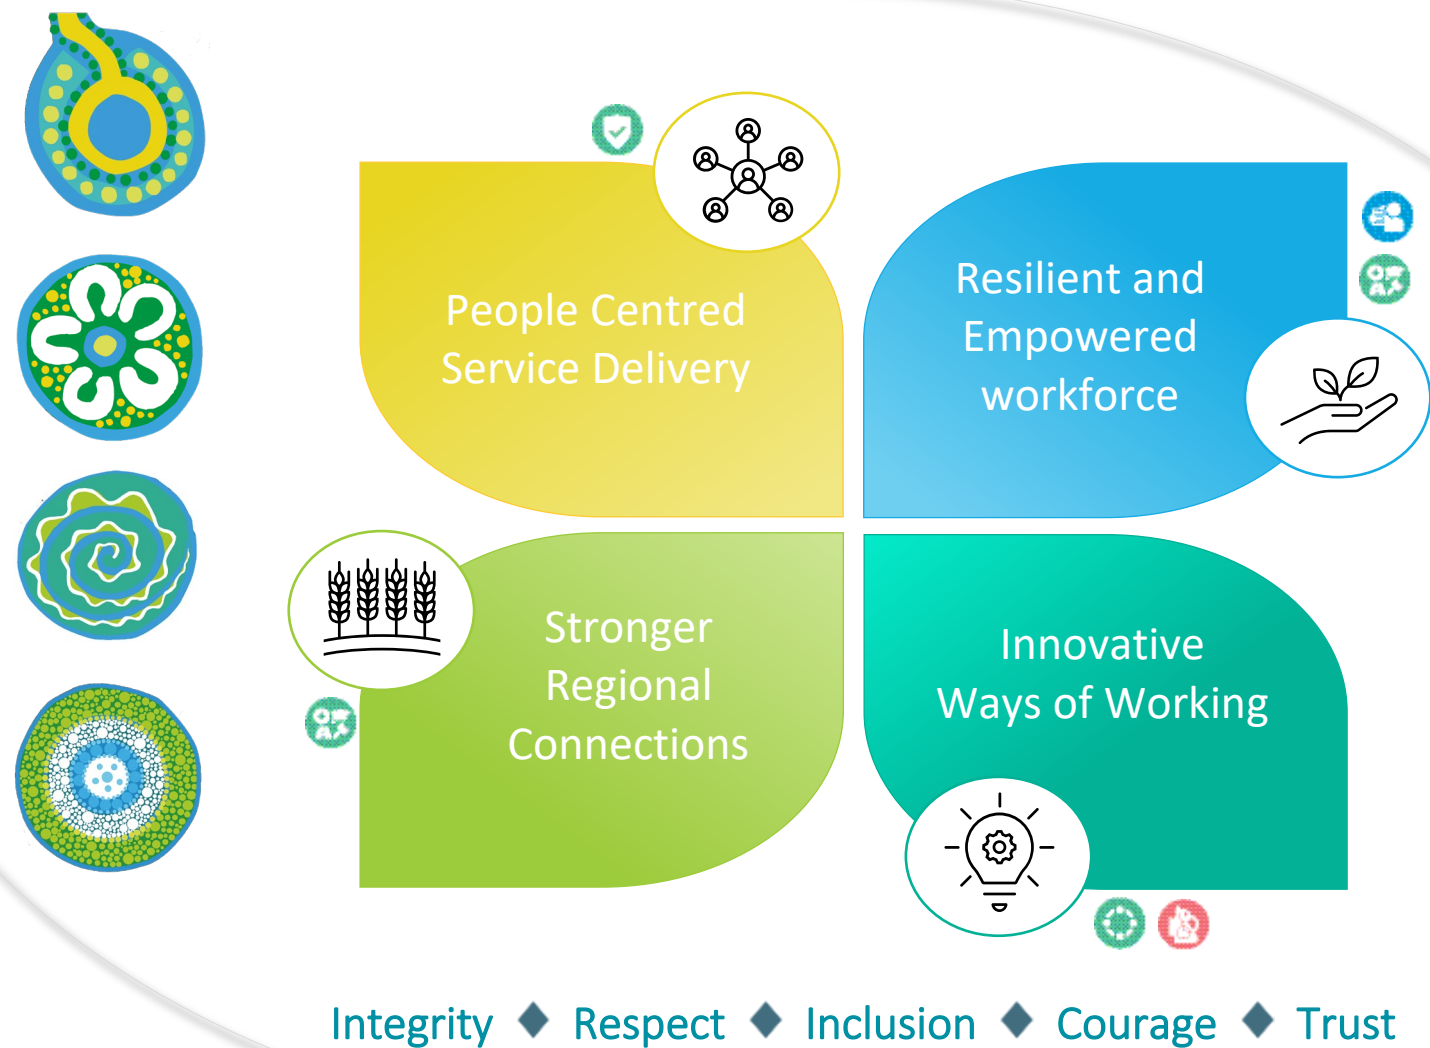 People Centred
Service Delivery
Resilient and
Empowered
workforce
Stronger
Regional
Connections
Innovative
Ways of Working
Integrity ◆ Respect ◆ Inclusion ◆ Courage ◆ Trust